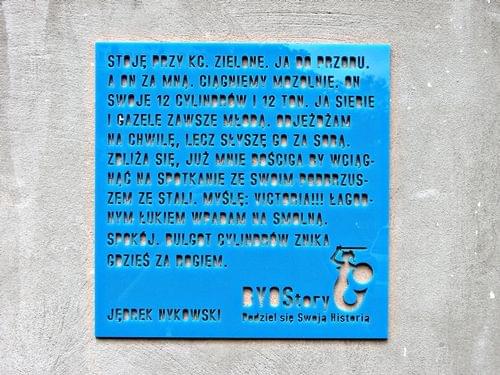 STOJĘ PRZY KC. ZIELONE. JA DO PRZODU.
A ON ZA MNĄ. CIĄGNIEMY MOZOLNIE, ON
SWOJE 12 CYLINDRÓW I 12 TON. JA SIEBIE
I GAZELĘ ZAWSZE MŁODĄ. ODJEŻDŻAM
NA CHWILĘ, LECZ SŁYSZĘ GO ZA SOBĄ.
ZBLIŻA SIĘ, JUŻ MNIE DOŚCIGA BY WCIĄG-
NĄĆ NA SPOTKANIE ZE SWOIM PODBRZUS-
ZEM ZE STALI. MYŚLĘ: VICTORIA!!! ŁAGOD-
NYM ŁUKIEM WPADAM NA SMOLNĄ.
SPOKÓJ. BULGOT CYLINDRÓW ZNIKA
GDZIEŚ ZA ROGIEM.
JĘDREK NYKOWSKI
BYOStory
Podziel się Swoją Historią